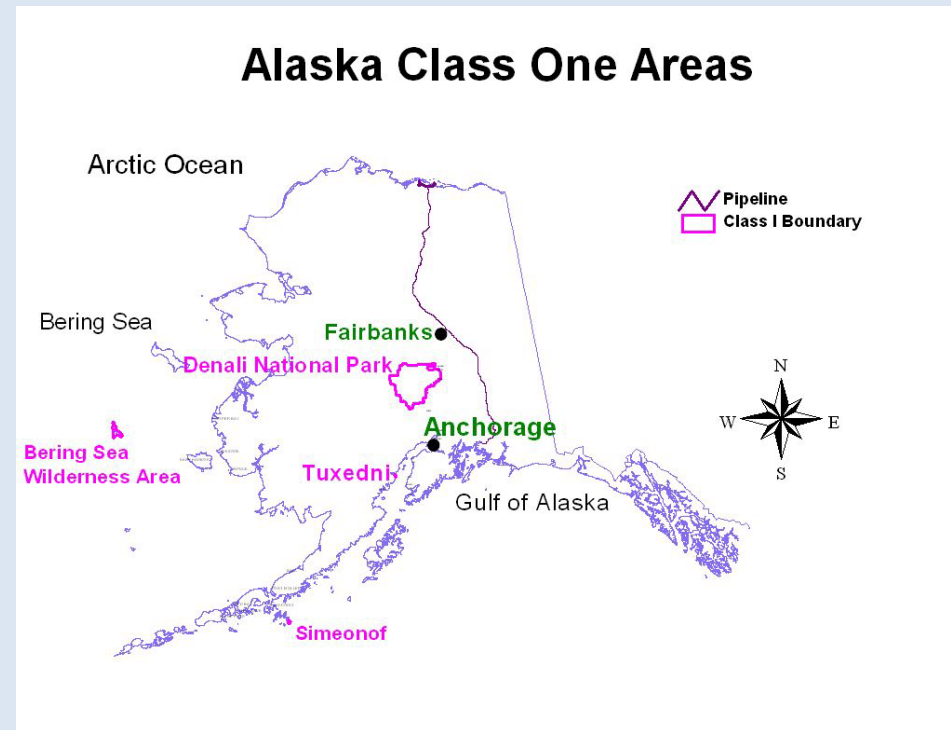 Alaska Class One Areas
Arctic Ocean
Pipeline
Class I Boundary
Bering Sea
Fairbanks
Denali National Park
N
W
E
S
Anchorage
Bering Sea
Wilderness Area
Tuxedni
Gulf of Alaska
Simeonof